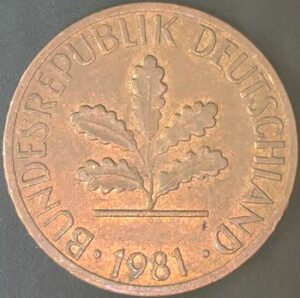 BUNDESREPUBLIK DEUTSCHLAND
· 1981 ·